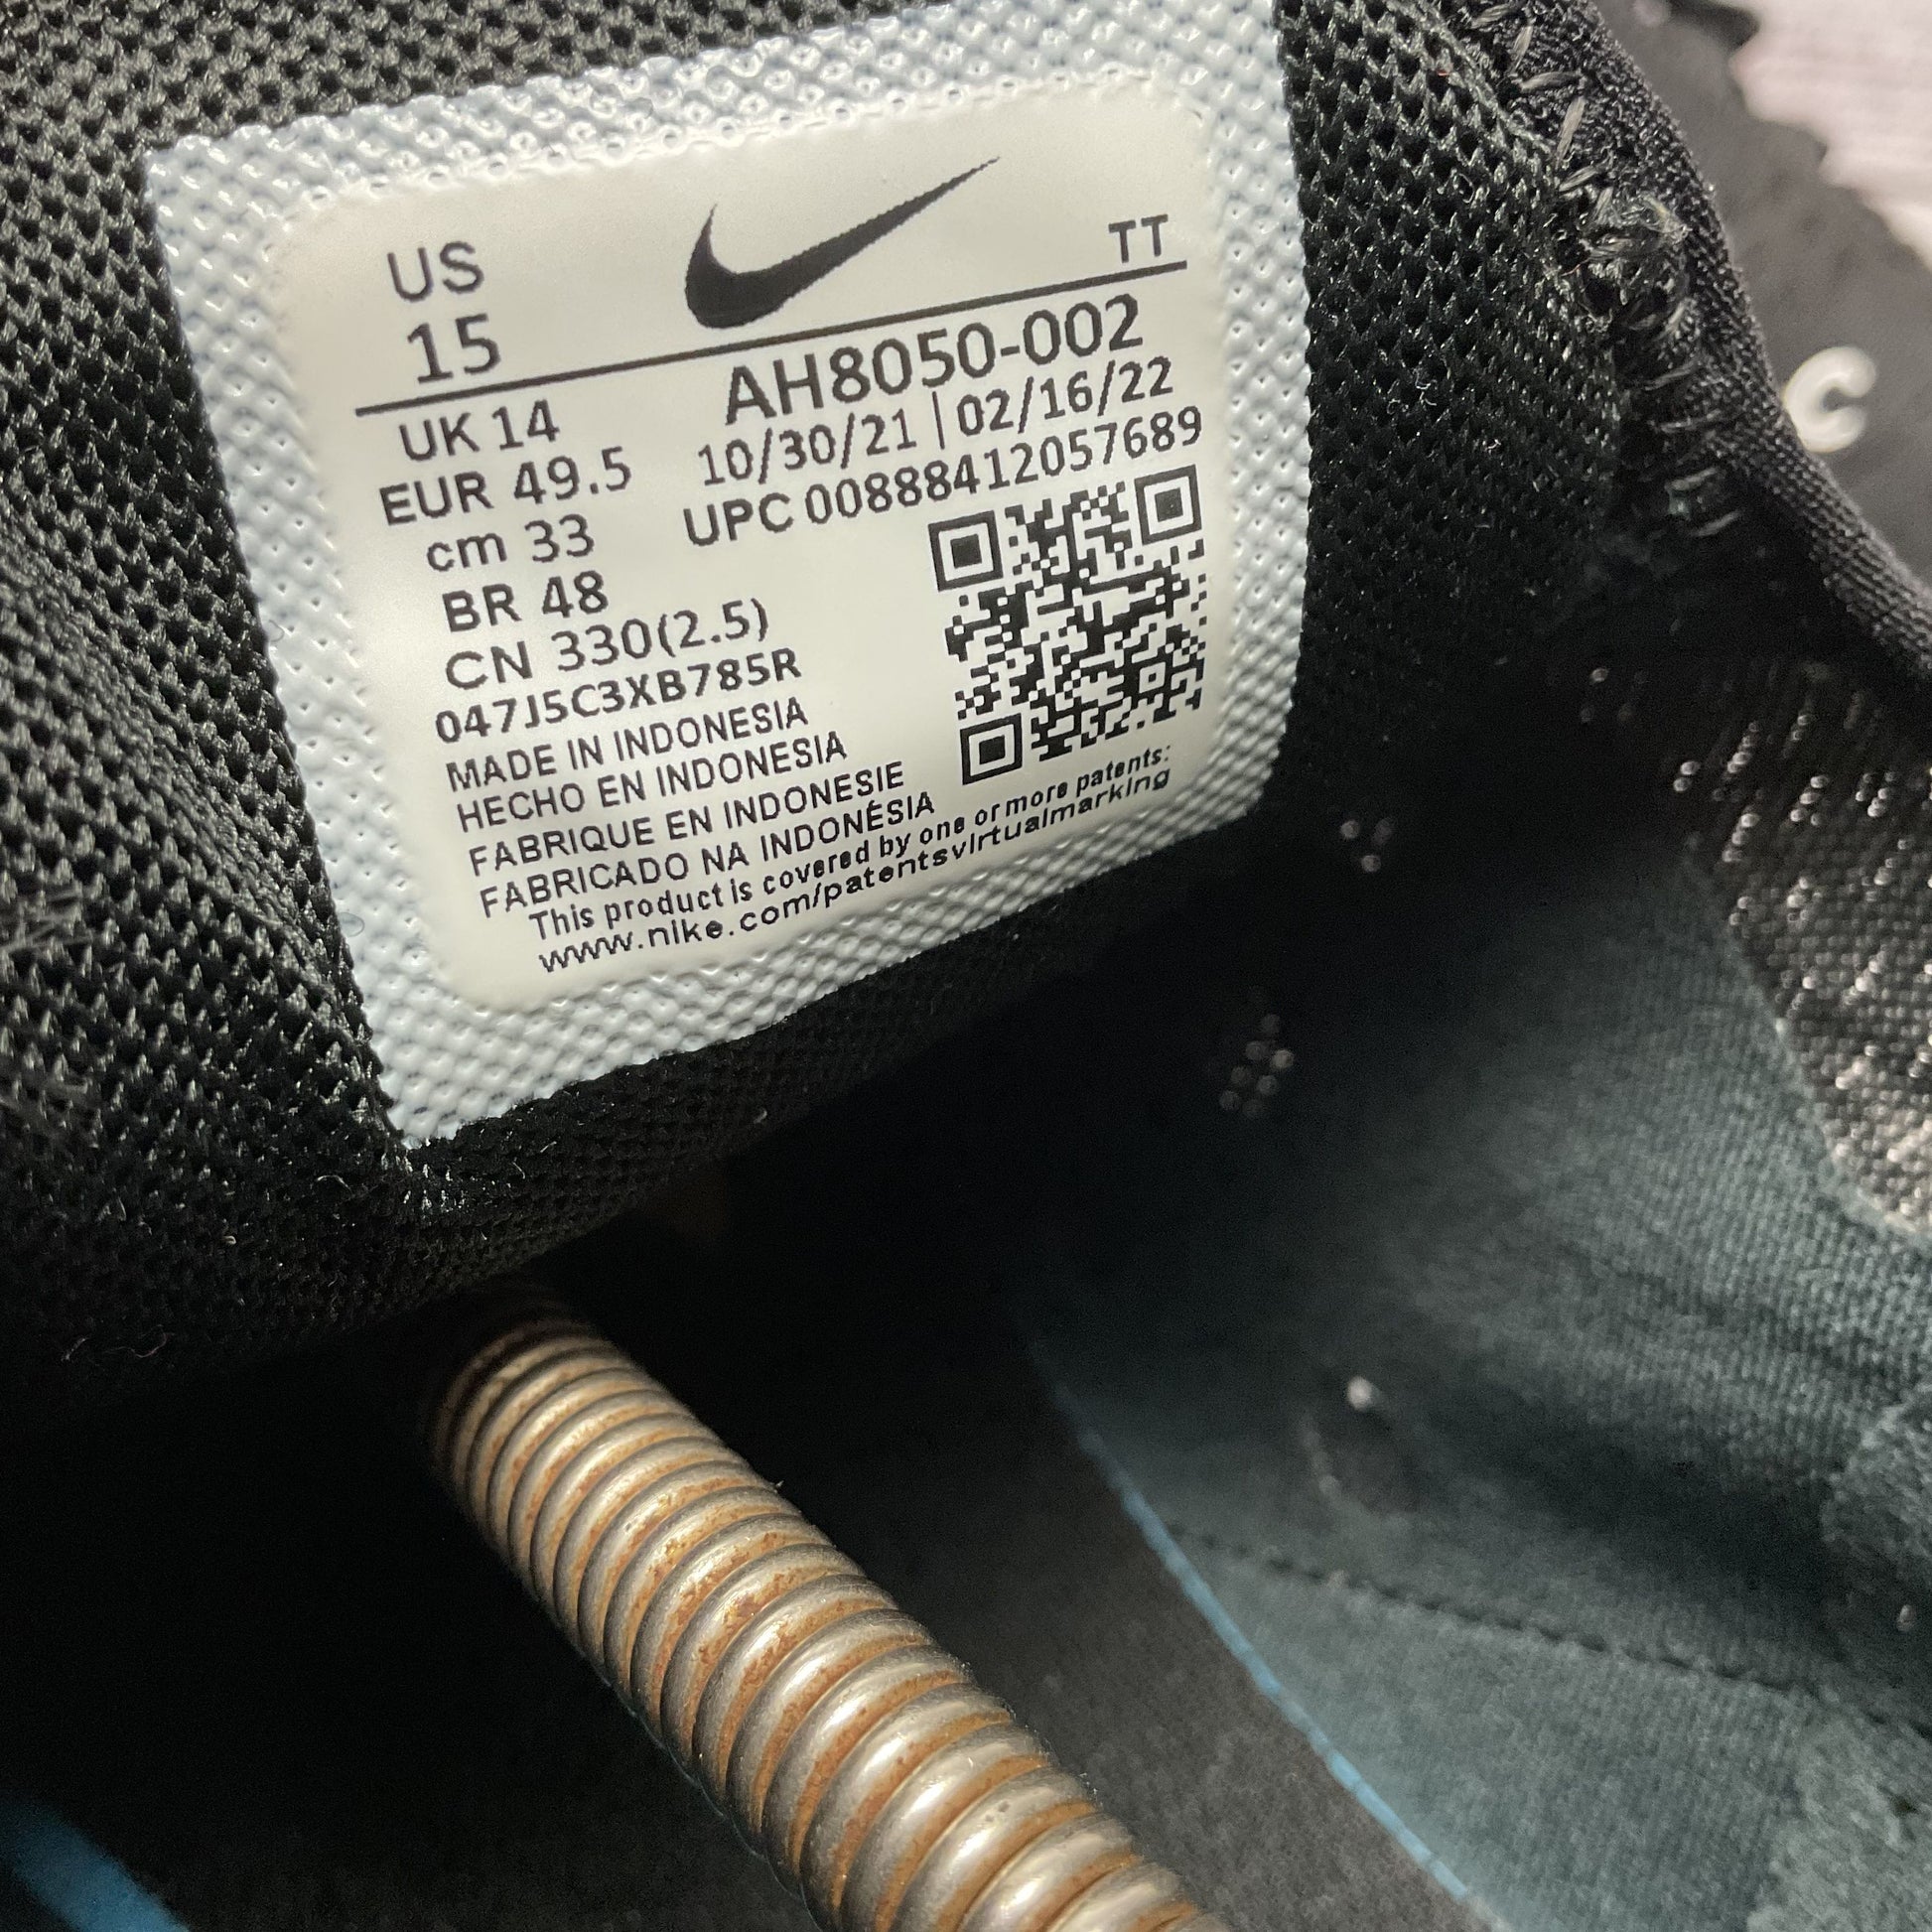 US TT
15
AH8050-002
UK 14 10/30/21 | 02/16/22
EUR 49.5 UPC 00888412057689
cm 33
BR 48
CN 330(2.5)
047J5C3XB785R
MADE IN INDONESIA
HECHO EN INDONESIA
FABRIQUE EN INDONESIE
FABRICADO NA INDONÉSIA
This product is covered by one or more patents:
www.nike.com/patentsvirtualmarking
C